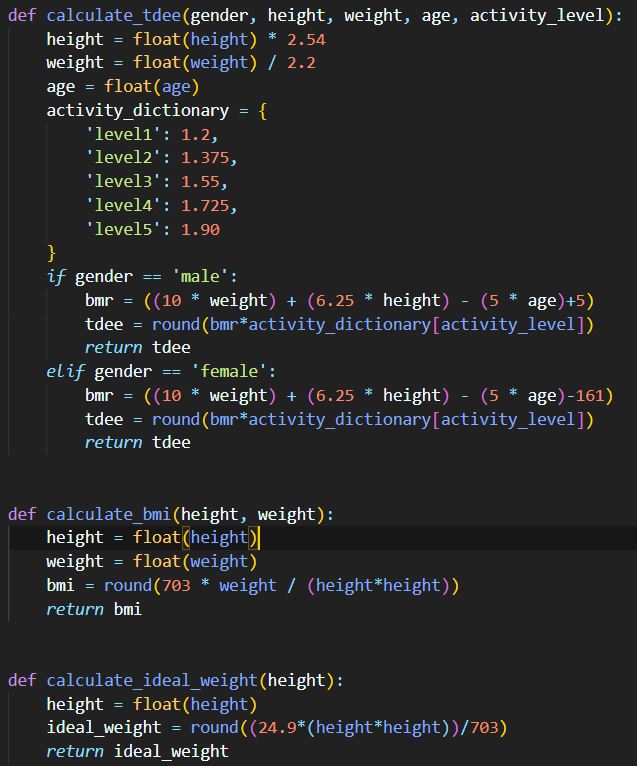 def calculate_tdee(gender, height, weight, age, activity_level):
    height = float(height) * 2.54
    weight = float(weight) / 2.2
    age = float(age)
    activity_dictionary = {
        'level1': 1.2,
        'level2': 1.375,
        'level3': 1.55,
        'level4': 1.725,
        'level5': 1.90
    }
    if gender == 'male':
        bmr = ((10 * weight) + (6.25 * height) - (5 * age)+5)
        tdee = round(bmr*activity_dictionary[activity_level])
        return tdee
    elif gender == 'female':
        bmr = ((10 * weight) + (6.25 * height) - (5 * age)-161)
        tdee = round(bmr*activity_dictionary[activity_level])
        return tdee
def calculate_bmi(height, weight):
    height = float(height)
    weight = float(weight)
    bmi = round(703 * weight / (height*height))
    return bmi
def calculate_ideal_weight(height):
    height = float(height)
    ideal_weight = round((24.9*(height*height))/703)
    return ideal_weight